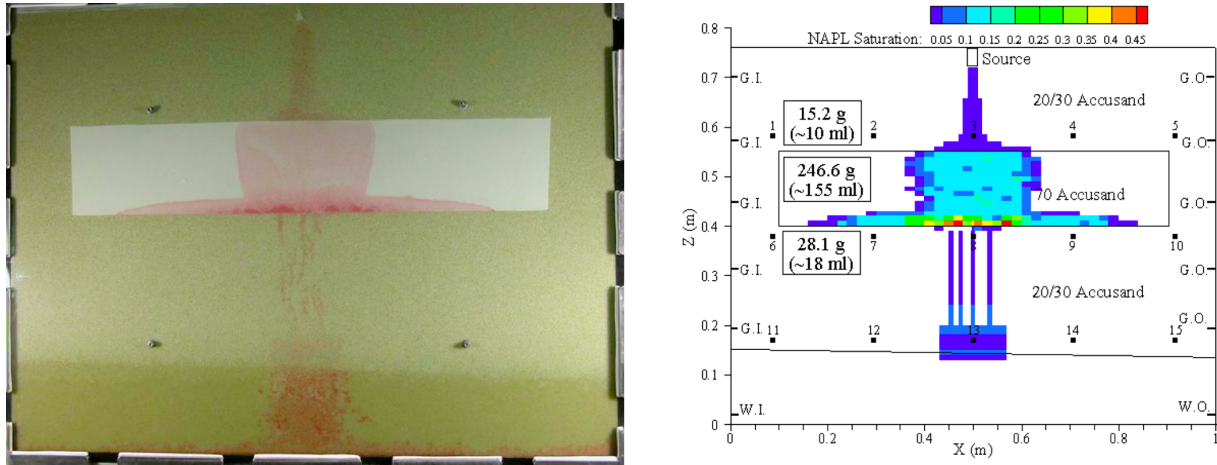 0.05 0.1 0.15 0.2 0.25 0.3 0.35 0.4 0.45
NAPL Saturation:
0.8
0.7
0.6
0.5
0.4
0.3
0.2
0.1
0
Z (m)
Source
G.I.
G.O.
20/30 Accusand
15.2 g
(~10 ml)
1 2 3 4 5
G.I.
G.O.
246.6 g
(~155 ml)
70 Accusand
G.I.
G.O.
6 7 8 9 10
28.1 g
(~18 ml)
G.I.
G.O.
20/30 Accusand
G.I.
G.O.
11 12 13 14 15
W.I.
W.O.
0 0.2 0.4 0.6 0.8 1
X (m)